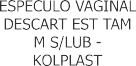 ESPECULO VAGINAL
DESCART EST TAM
M S/LUB -
KOLPLAST